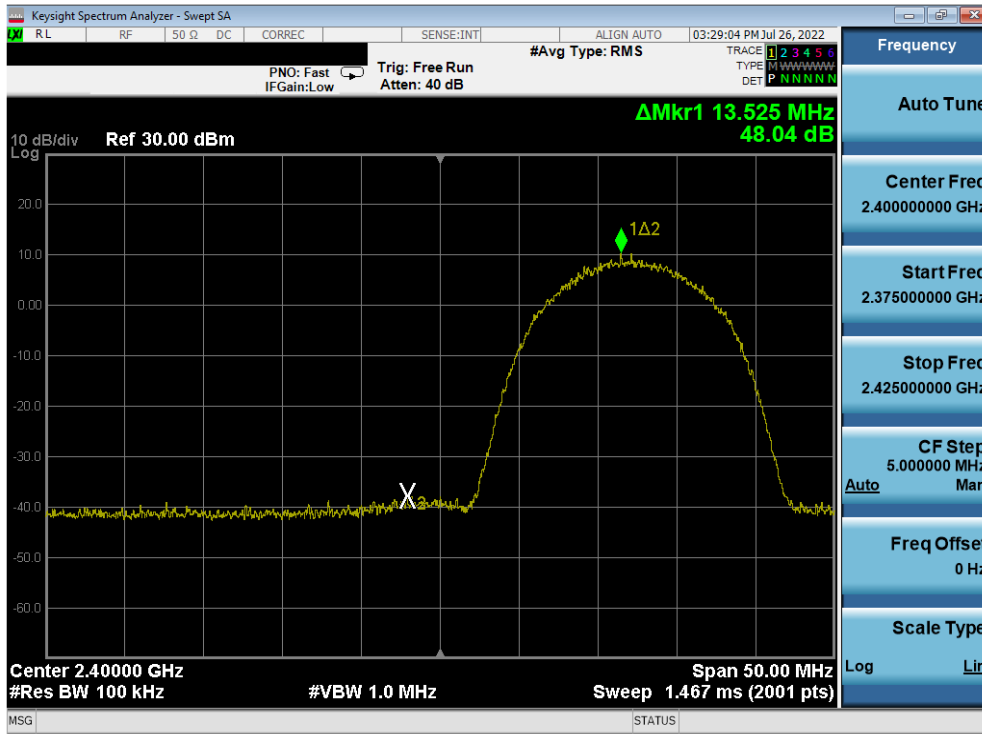 Keysight Spectrum Analyzer - Swept SA
LXI RL RF 50 Ω DC CORREC SENSE:INT ALIGN AUTO 03:29:04 PM Jul 26, 2022
#Avg Type: RMS
TRACE 1 2 3 4 5 6
TYPE M WWWWW
DET P N N N N N
PNO: Fast
IFGain:Low
Trig: Free Run
Atten: 40 dB
ΔMkr1 13.525 MHz
48.04 dB
10 dB/div
Log
Ref 30.00 dBm
20.0
10.0
0.00
-10.0
-20.0
-30.0
-40.0
-50.0
-60.0
1Δ2
X2
Center 2.40000 GHz
Span 50.00 MHz
#Res BW 100 kHz
#VBW 1.0 MHz
Sweep 1.467 ms (2001 pts)
MSG
STATUS
Frequency
Auto Tune
Center Freq
2.400000000 GHz
Start Freq
2.375000000 GHz
Stop Freq
2.425000000 GHz
CF Step
5.000000 MHz
Auto Man
Freq Offset
0 Hz
Scale Type
Log Lin